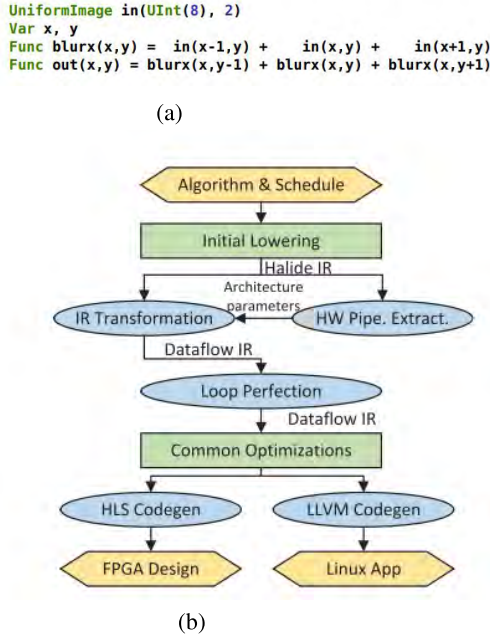 UniformImage in(UInt(8), 2)
Var x, y
Func blurx(x,y) = in(x-1,y) + in(x,y) + in(x+1,y)
Func out(x,y) = blurx(x,y-1) + blurx(x,y) + blurx(x,y+1)
(a)
Algorithm & Schedule
Initial Lowering
Halide IR
Architecture
parameters
IR Transformation
HW Pipe. Extract.
Dataflow IR
Loop Perfection
Dataflow IR
Common Optimizations
HLS Codegen
LLVM Codegen
FPGA Design
Linux App
(b)